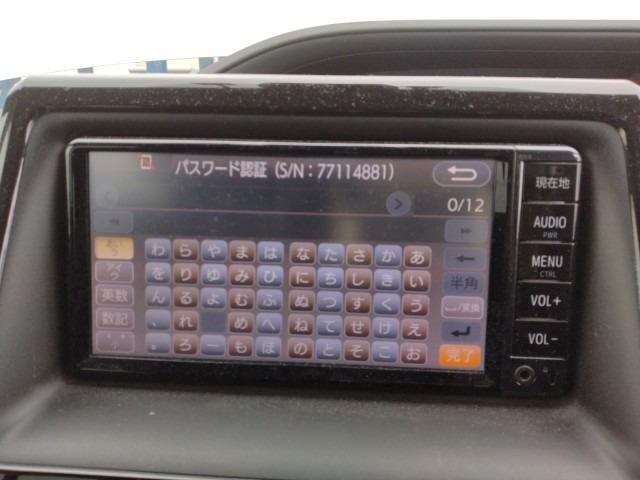 パスワード認証（S/N：77114881）
0/12
わ ら や ま は な た さ か あ
を り ゆ み ひ に ち し き い
ん る よ む ふ ぬ つ す く う
、 れ め へ ね て せ け え
。 ろ ー も ほ の と そ こ お
英数
数記
半角
␣/変換
完了
現在地
AUDIO
PWR
MENU
CTRL
VOL+
VOL-